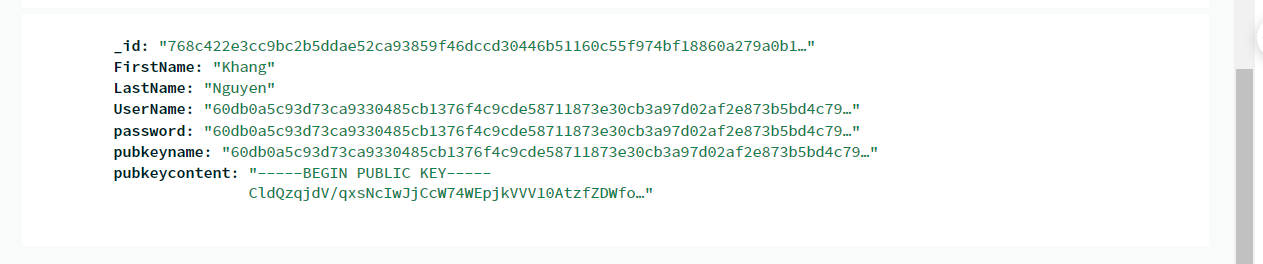 _id: "768c422e3cc9bc2b5ddae52ca93859f46dccd30446b51160c55f974bf18860a279a0b1…"
FirstName: "Khang"
LastName: "Nguyen"
UserName: "60db0a5c93d73ca9330485cb1376f4c9cde58711873e30cb3a97d02af2e873b5bd4c79…"
password: "60db0a5c93d73ca9330485cb1376f4c9cde58711873e30cb3a97d02af2e873b5bd4c79…"
pubkeyname: "60db0a5c93d73ca9330485cb1376f4c9cde58711873e30cb3a97d02af2e873b5bd4c79…"
pubkeycontent: "-----BEGIN PUBLIC KEY-----
CldQzqjdV/qxsNcIwJjCcW74WEpjkVVV10AtzfZDWfo…"